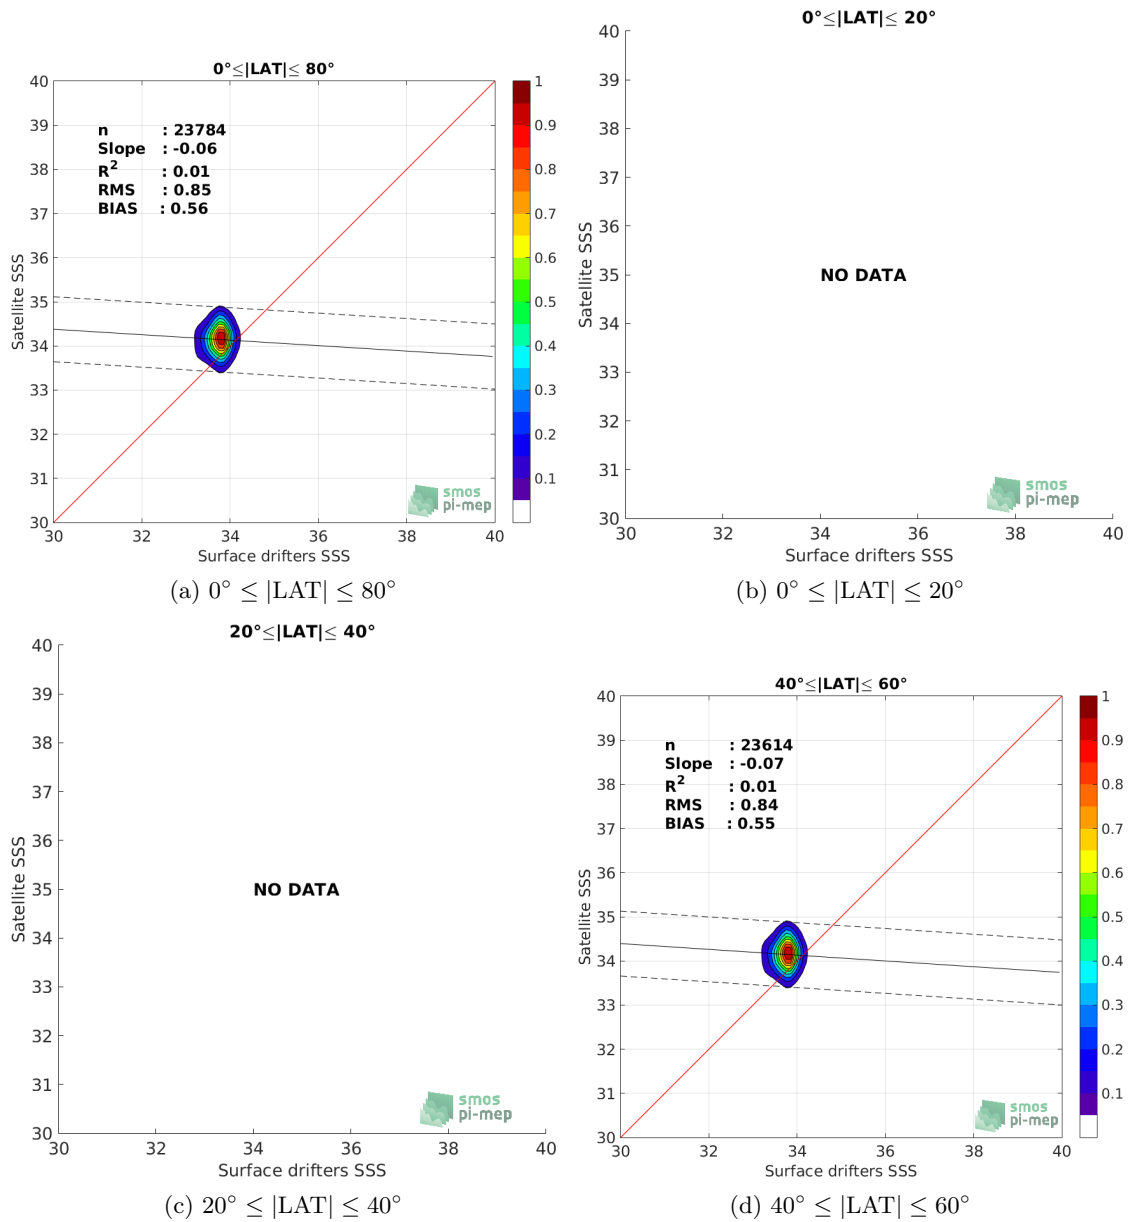 0°≤|LAT|≤ 80°
40
39
38
37
36
35
34
33
32
31
30
Satellite SSS
n : 23784
Slope : -0.06
R2 : 0.01
RMS : 0.85
BIAS : 0.56
1
0.9
0.8
0.7
0.6
0.5
0.4
0.3
0.2
0.1
smos
pi-mep
30 32 34 36 38 40
Surface drifters SSS
(a) 0° ≤ |LAT| ≤ 80°
0°≤|LAT|≤ 20°
40
39
38
37
36
35
34
33
32
31
30
Satellite SSS
NO DATA
smos
pi-mep
30 32 34 36 38 40
Surface drifters SSS
(b) 0° ≤ |LAT| ≤ 20°
20°≤|LAT|≤ 40°
40
39
38
37
36
35
34
33
32
31
30
Satellite SSS
NO DATA
smos
pi-mep
30 32 34 36 38 40
Surface drifters SSS
(c) 20° ≤ |LAT| ≤ 40°
40°≤|LAT|≤ 60°
40
39
38
37
36
35
34
33
32
31
30
Satellite SSS
n : 23614
Slope : -0.07
R2 : 0.01
RMS : 0.84
BIAS : 0.55
1
0.9
0.8
0.7
0.6
0.5
0.4
0.3
0.2
0.1
smos
pi-mep
30 32 34 36 38 40
Surface drifters SSS
(d) 40° ≤ |LAT| ≤ 60°